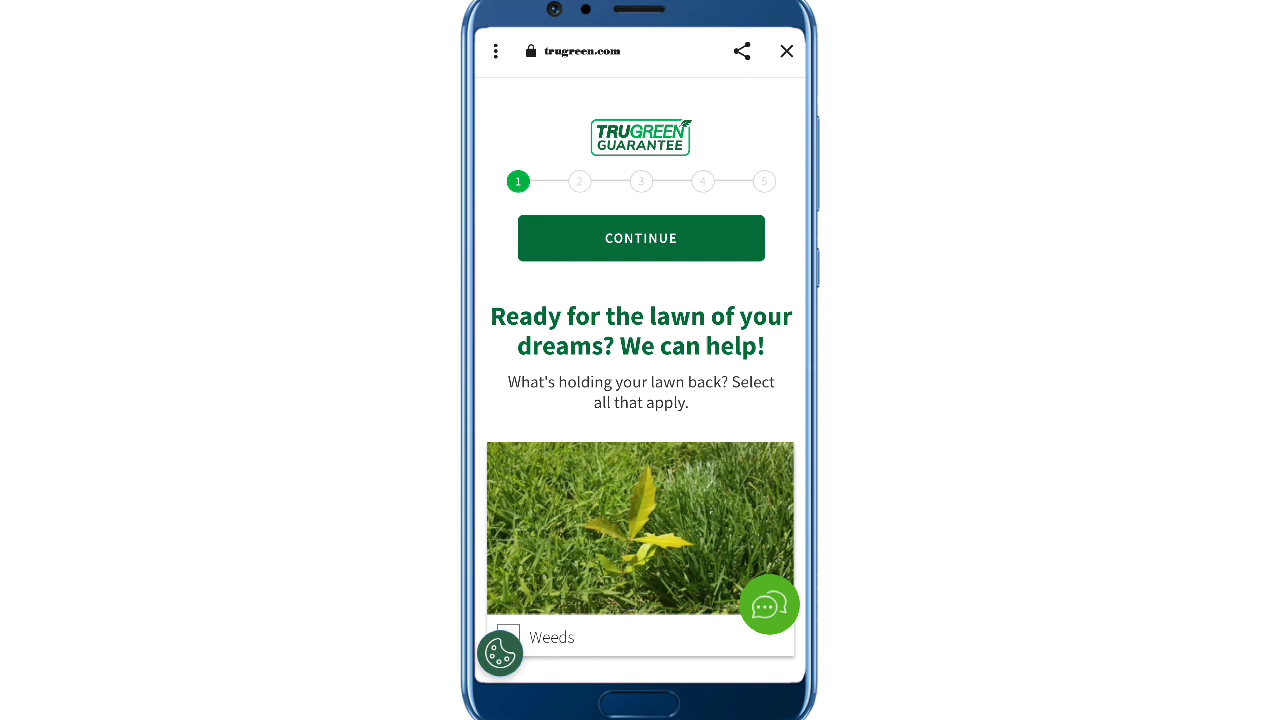 trugreen.com
TRUGREEN
GUARANTEE
1 2 3 4 5
CONTINUE
Ready for the lawn of your
dreams? We can help!
What's holding your lawn back? Select
all that apply.
Weeds